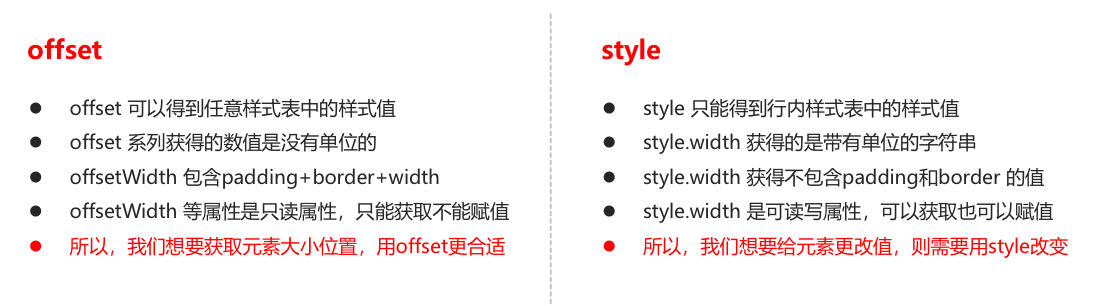 offset
● offset 可以得到任意样式表中的样式值
● offset 系列获得的数值是没有单位的
● offsetWidth 包含padding+border+width
● offsetWidth 等属性是只读属性，只能获取不能赋值
● 所以，我们想要获取元素大小位置，用offset更合适
style
● style 只能得到行内样式表中的样式值
● style.width 获得的是带有单位的字符串
● style.width 获得不包含padding和border 的值
● style.width 是可读写属性，可以获取也可以赋值
● 所以，我们想要给元素更改值，则需要用style改变